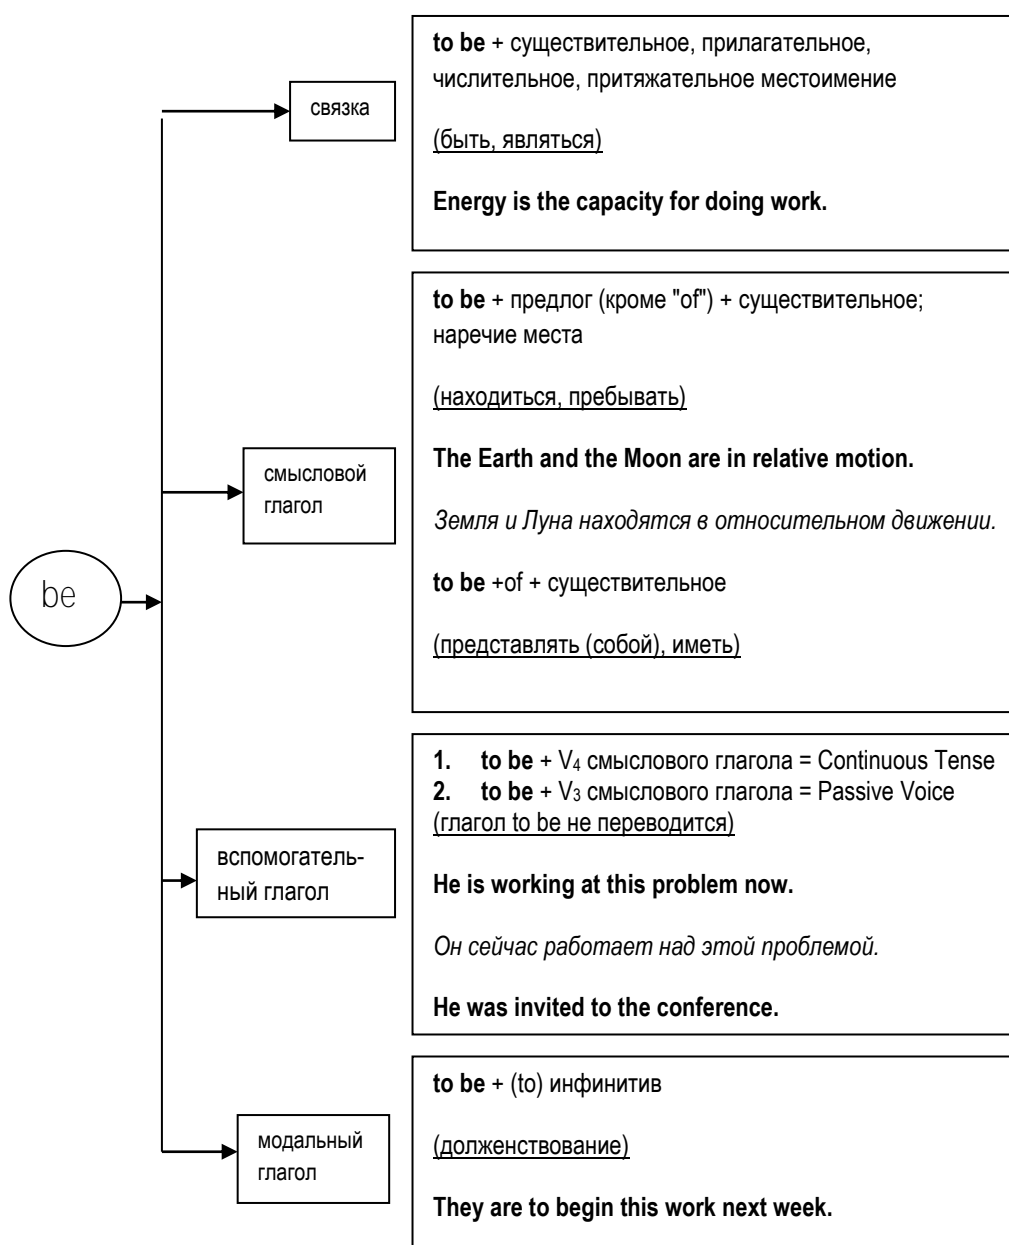 to be + существительное, прилагательное,
числительное, притяжательное местоимение
(быть, являться)
Energy is the capacity for doing work.
связка
to be + предлог (кроме "of") + существительное;
наречие места
(находиться, пребывать)
The Earth and the Moon are in relative motion.
Земля и Луна находятся в относительном движении.
to be +of + существительное
(представлять (собой), иметь)
смысловой
глагол
be
1. to be + V₄ смыслового глагола = Continuous Tense
2. to be + V₃ смыслового глагола = Passive Voice
(глагол to be не переводится)
He is working at this problem now.
Он сейчас работает над этой проблемой.
He was invited to the conference.
вспомогатель-
ный глагол
to be + (to) инфинитив
(долженствование)
They are to begin this work next week.
модальный
глагол